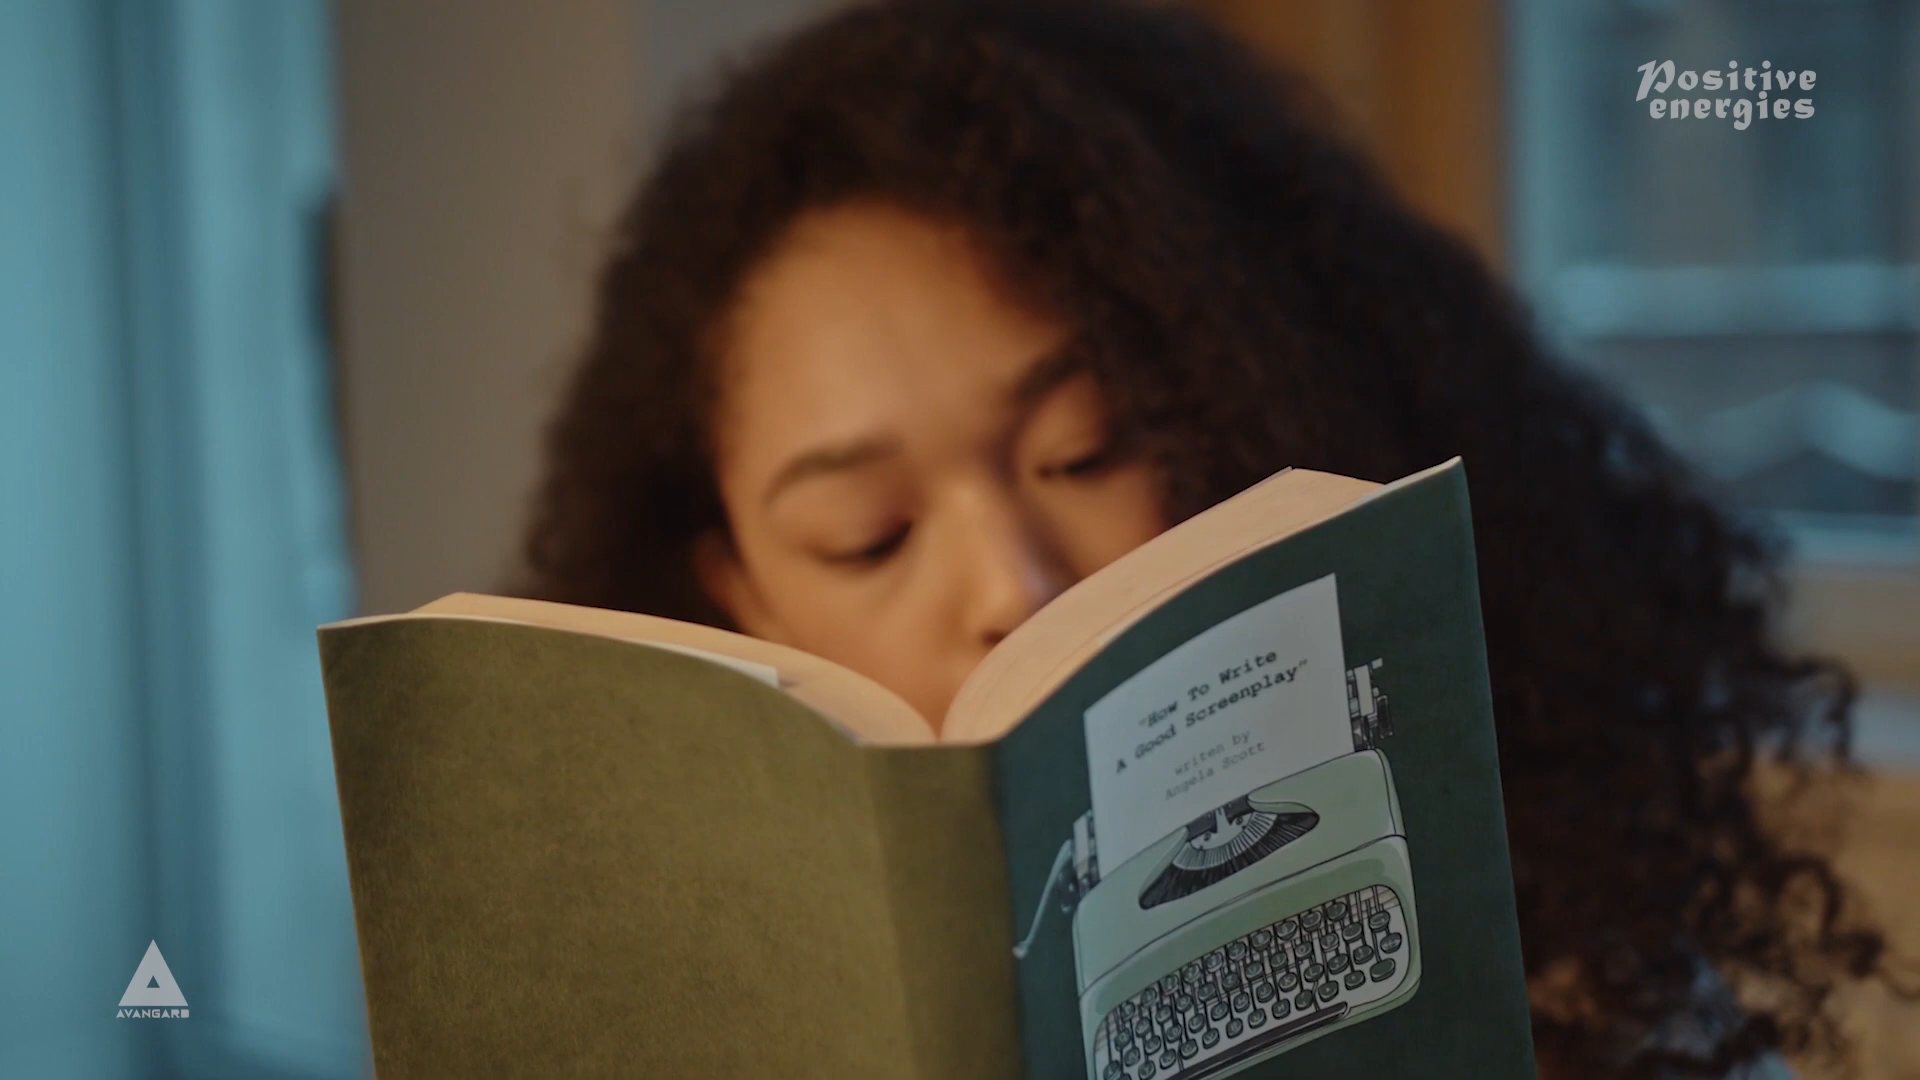 Positive
energies
"How To Write
A Good Screenplay"
writen by
Angela Scott
AVANGARD